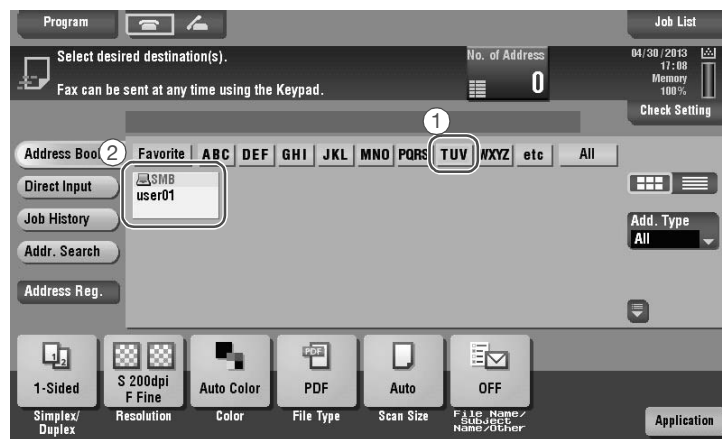 Program
Job List
Select desired destination(s).
Fax can be sent at any time using the Keypad.
No. of Address
0
04/30/2013
17:08
Memory
100%
Check Setting
1
Address Boo
2
Favorite ABC DEF GHI JKL MNO PQRS TUV WXYZ etc All
SMB
user01
Direct Input
Job History
Addr. Search
Address Reg.
Add. Type
All
1 2
1-Sided
Simplex/
Duplex
S 200dpi
F Fine
Resolution
Auto Color
Color
PDF
PDF
File Type
Auto
Scan Size
OFF
File Name/
Subject
Name/Other
Application